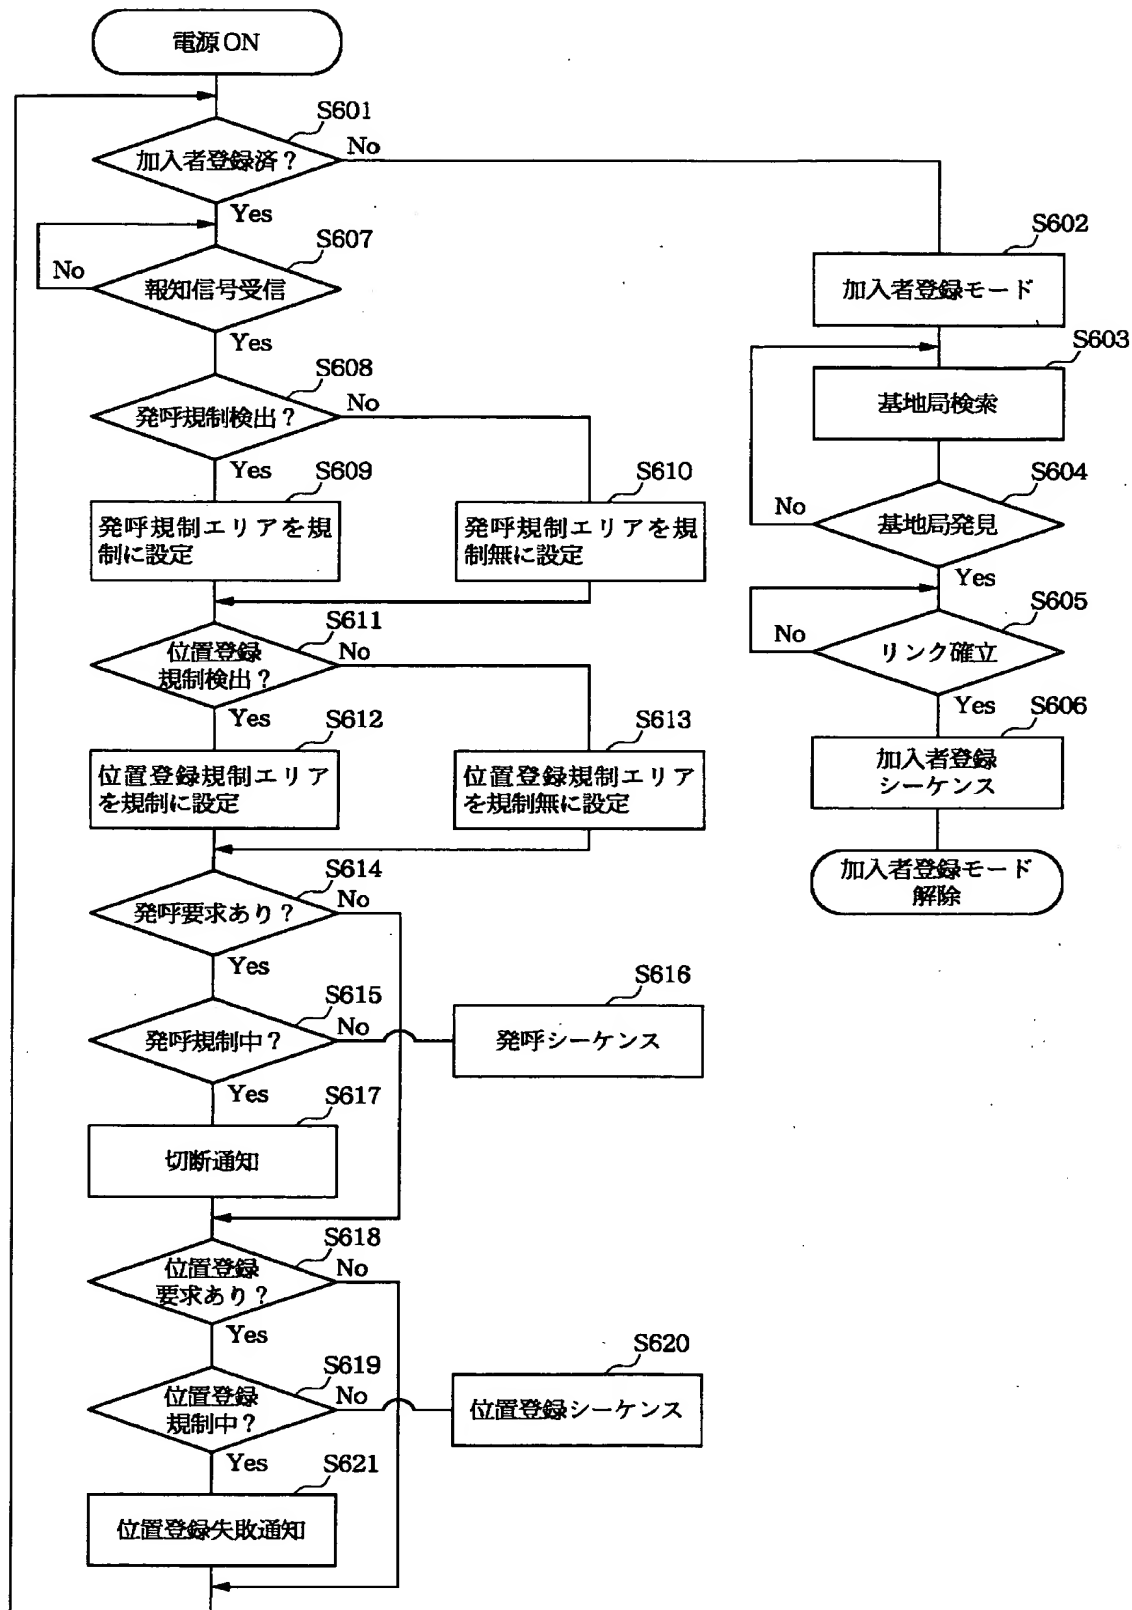 電源ON
S601
加入者登録済?
No
Yes
S607
No
報知信号受信
Yes
S608
発呼規制検出?
No
Yes
S609
発呼規制エリアを規
制に設定
S610
発呼規制エリアを規
制無に設定
S611
位置登録
規制検出?
No
Yes
S612
位置登録規制エリア
を規制に設定
S613
位置登録規制エリア
を規制無に設定
S614
発呼要求あり?
No
Yes
S615
発呼規制中?
No
S616
発呼シーケンス
Yes
S617
切断通知
S618
位置登録
要求あり?
No
Yes
S619
位置登録
規制中?
No
S620
位置登録シーケンス
Yes
S621
位置登録失敗通知
S602
加入者登録モード
S603
基地局検索
S604
No
基地局発見
Yes
S605
No
リンク確立
Yes
S606
加入者登録
シーケンス
加入者登録モード
解除